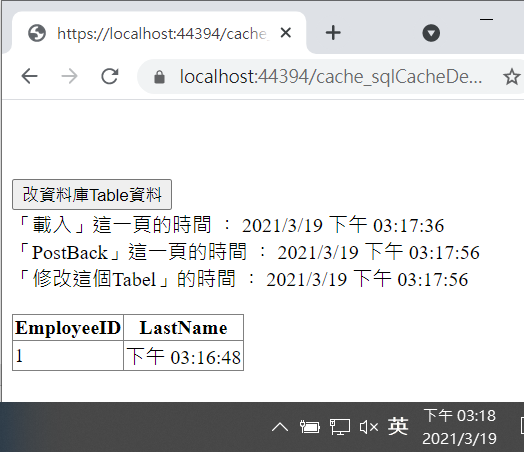 https://localhost:44394/cache_
localhost:44394/cache_sqlCacheDe...
改資料庫Table資料
「載入」這一頁的時間 ： 2021/3/19 下午 03:17:36
「PostBack」這一頁的時間 ： 2021/3/19 下午 03:17:56
「修改這個Tabel」的時間 ： 2021/3/19 下午 03:17:56
EmployeeID LastName
1 下午 03:16:48
英 下午 03:18
2021/3/19